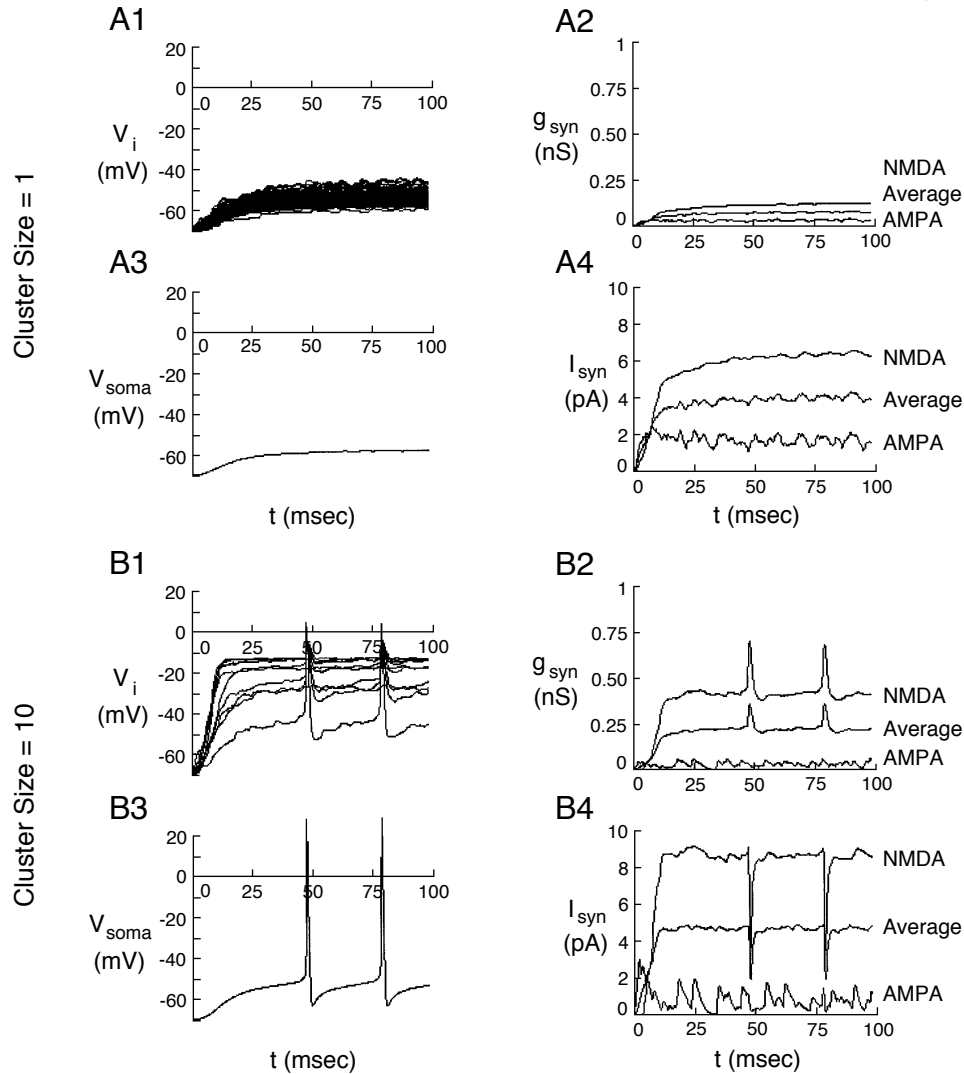 Cluster Size = 1
A1
20
0
-20
-40
-60
0 25 50 75 100
V i
(mV)
A2
1
0.75
0.50
0.25
0
0 25 50 75 100
g syn
(nS)
NMDA
Average
AMPA
A3
20
0
-20
-40
-60
0 25 50 75 100
V soma
(mV)
t (msec)
A4
10
8
6
4
2
0
0 25 50 75 100
I syn
(pA)
NMDA
Average
AMPA
t (msec)
Cluster Size = 10
B1
20
0
-20
-40
-60
0 25 50 75 100
V i
(mV)
B2
1
0.75
0.50
0.25
0
0 25 50 75 100
g syn
(nS)
NMDA
Average
AMPA
B3
20
0
-20
-40
-60
0 25 50 75 100
V soma
(mV)
t (msec)
B4
10
8
6
4
2
0
0 25 50 75 100
I syn
(pA)
NMDA
Average
AMPA
t (msec)